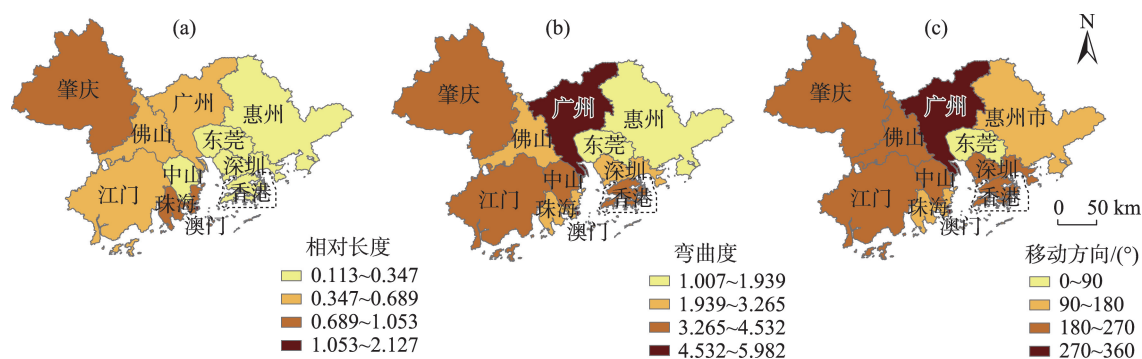 (a)
肇庆
广州
惠州
佛山
东莞
深圳
中山
香港
江门
珠海
澳门
相对长度
0.113~0.347
0.347~0.689
0.689~1.053
1.053~2.127
(b)
肇庆
广州
惠州
佛山
东莞
深圳
中山
香港
江门
珠海
澳门
弯曲度
1.007~1.939
1.939~3.265
3.265~4.532
4.532~5.982
(c)
N
肇庆
广州
惠州市
佛山
东莞
深圳
中山
香港
江门
珠海
澳门
0 50 km
移动方向/(°)
0~90
90~180
180~270
270~360